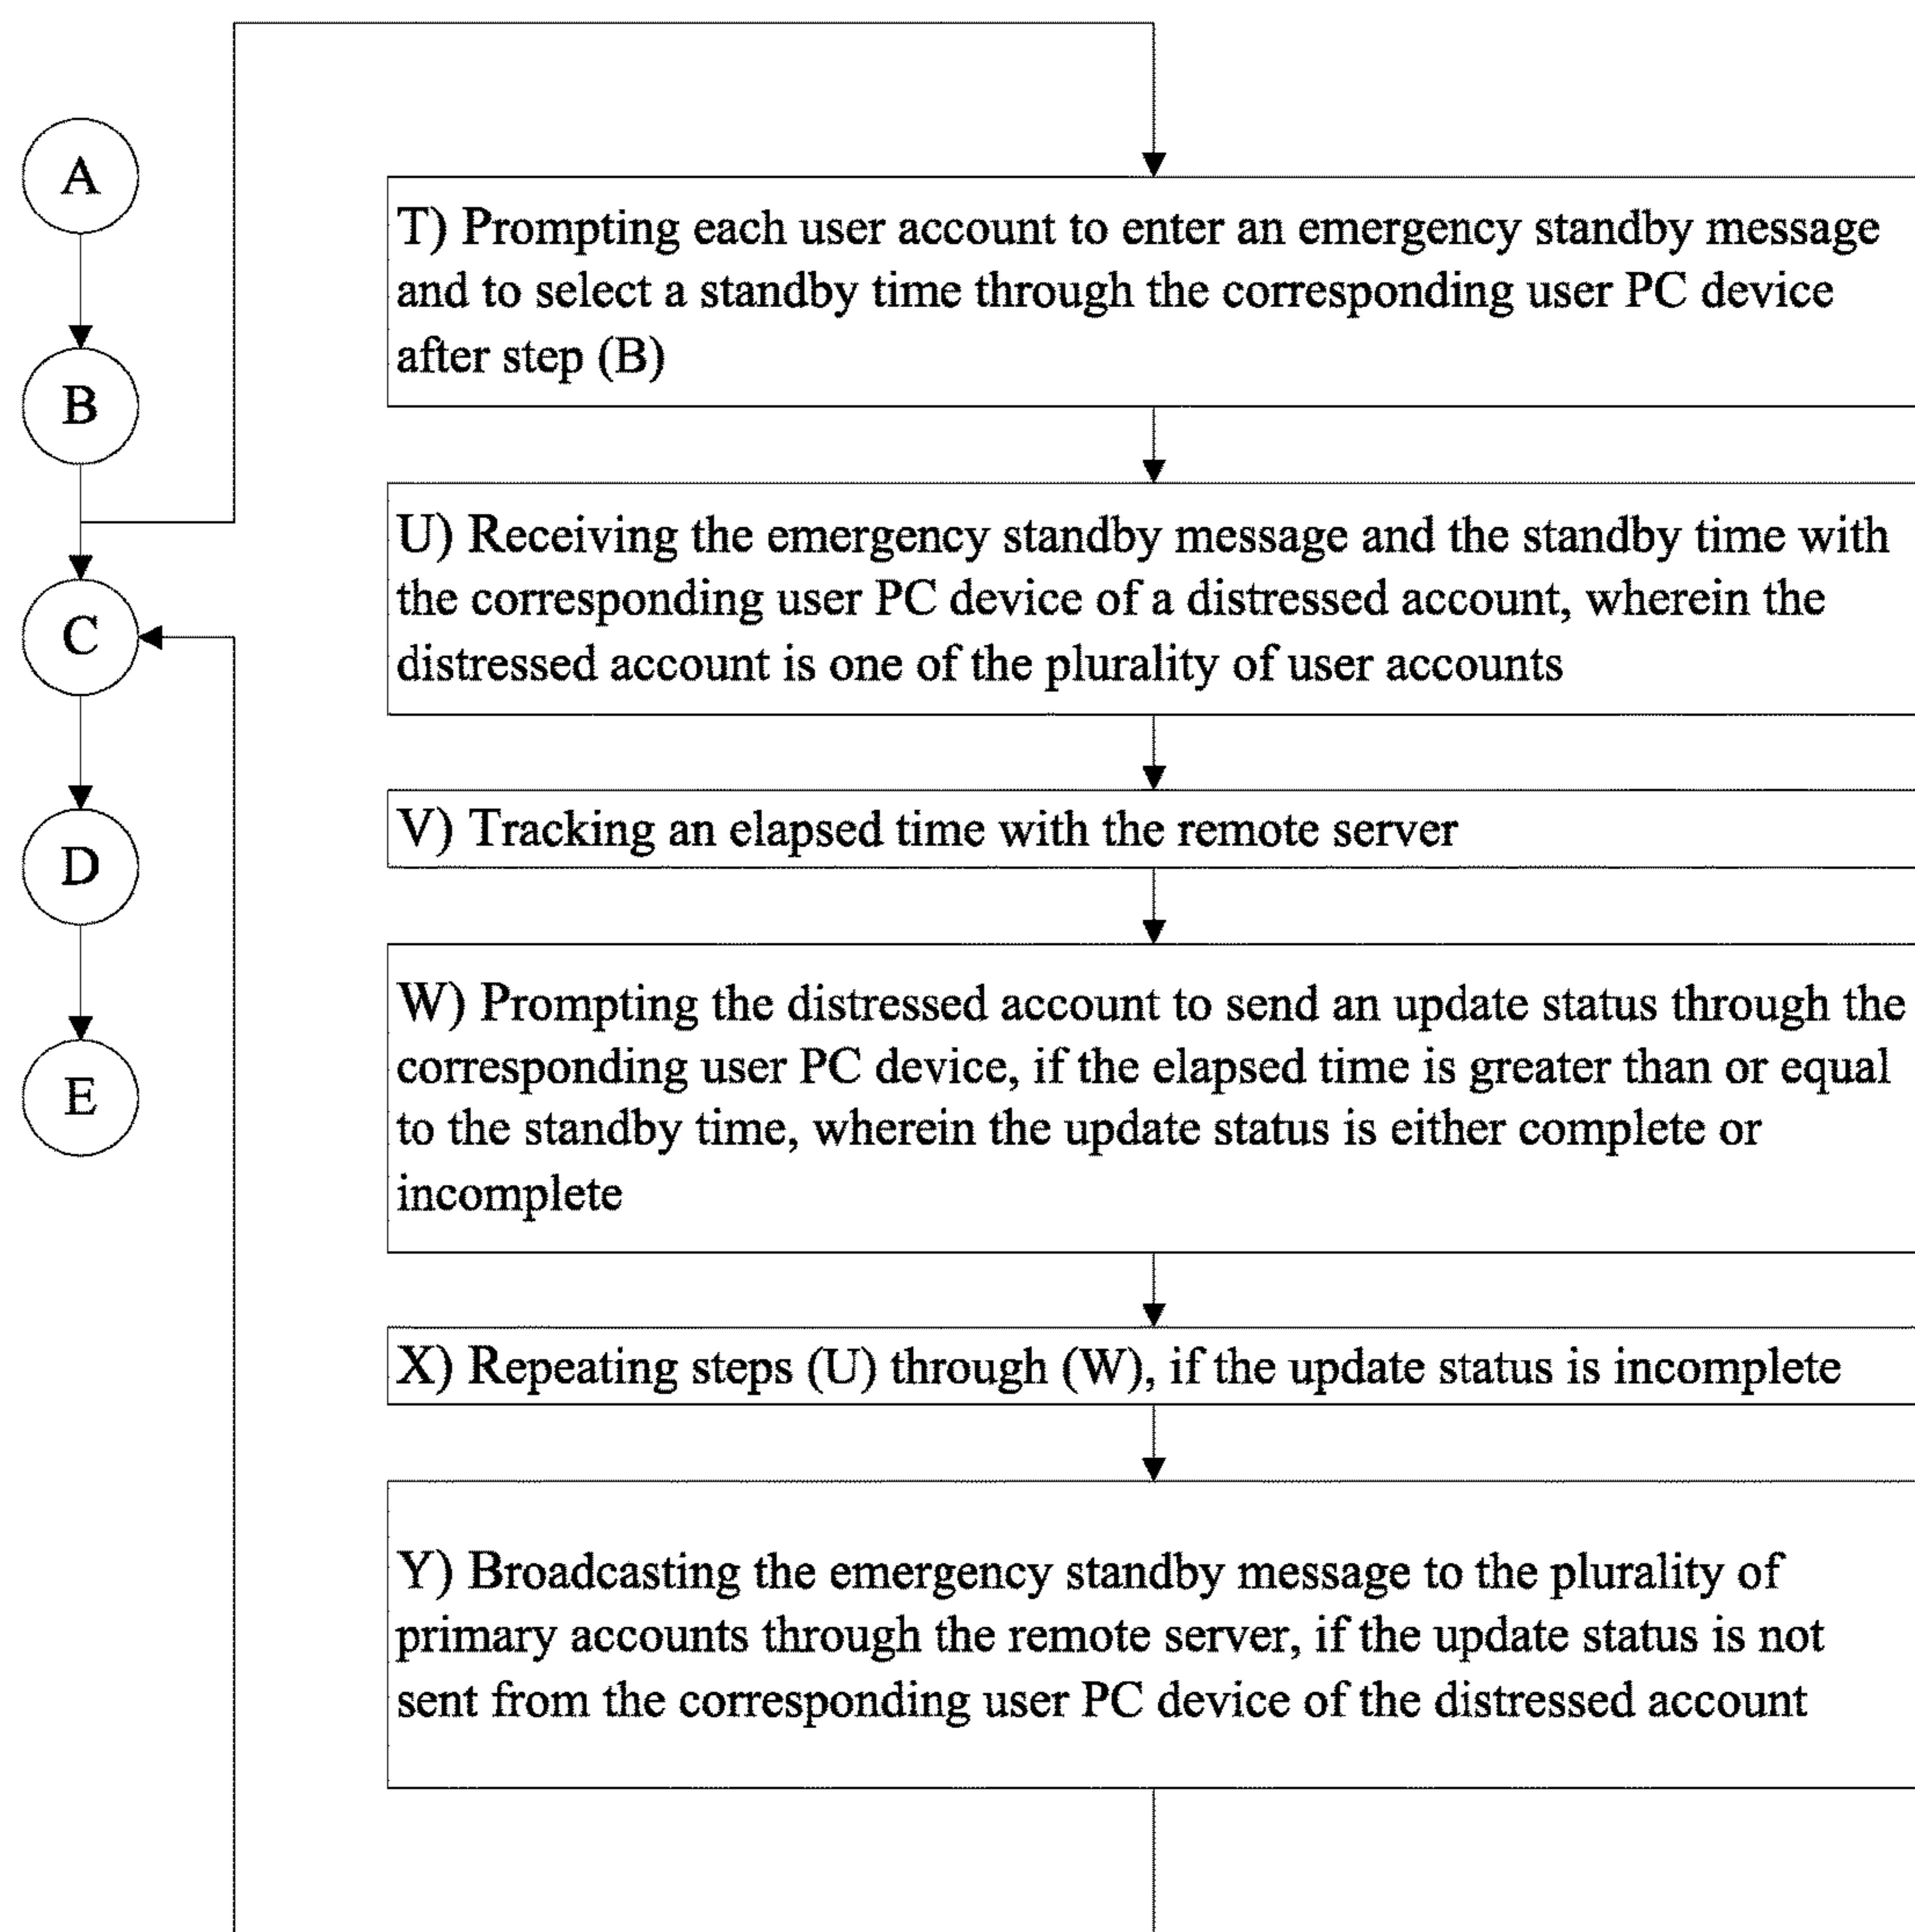 A
B
C
D
E
T) Prompting each user account to enter an emergency standby message
and to select a standby time through the corresponding user PC device
after step (B)
U) Receiving the emergency standby message and the standby time with
the corresponding user PC device of a distressed account, wherein the
distressed account is one of the plurality of user accounts
V) Tracking an elapsed time with the remote server
W) Prompting the distressed account to send an update status through the
corresponding user PC device, if the elapsed time is greater than or equal
to the standby time, wherein the update status is either complete or
incomplete
X) Repeating steps (U) through (W), if the update status is incomplete
Y) Broadcasting the emergency standby message to the plurality of
primary accounts through the remote server, if the update status is not
sent from the corresponding user PC device of the distressed account